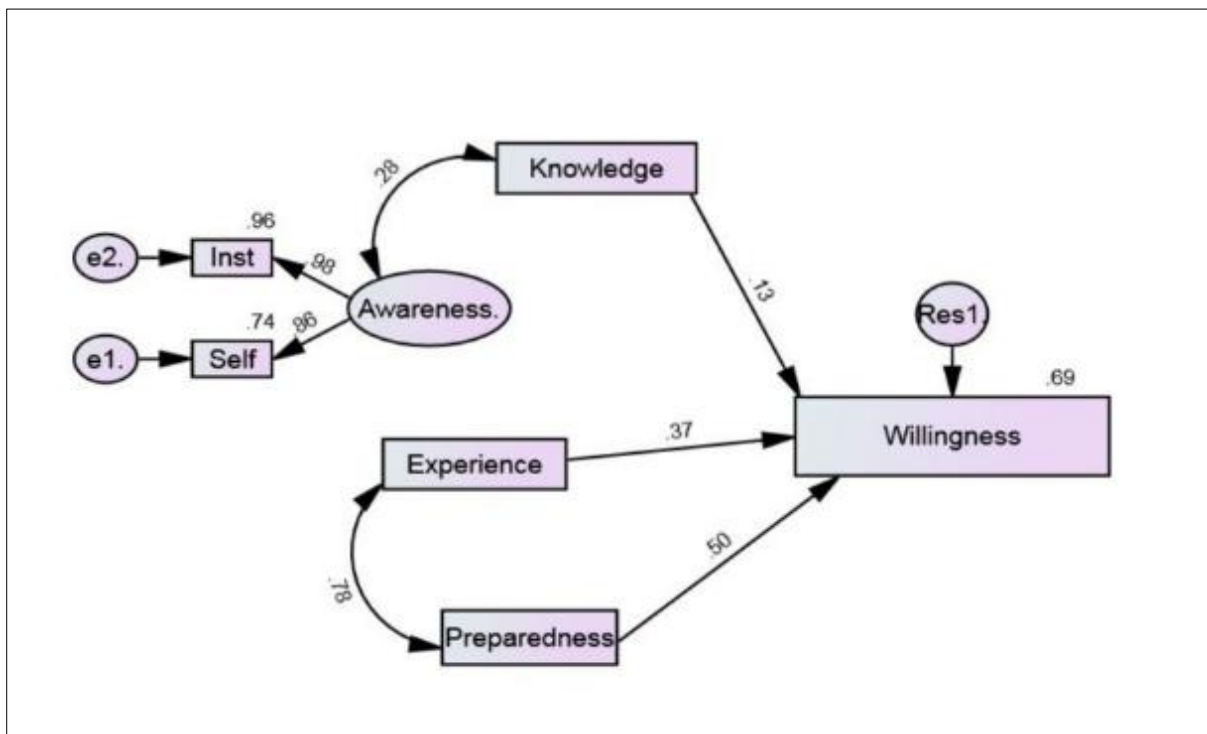 Knowledge
.28
.96
e2.
Inst
.98
.13
Awareness.
Res1.
.74
.86
e1.
Self
.69
Willingness
.37
Experience
.50
.78
Preparedness